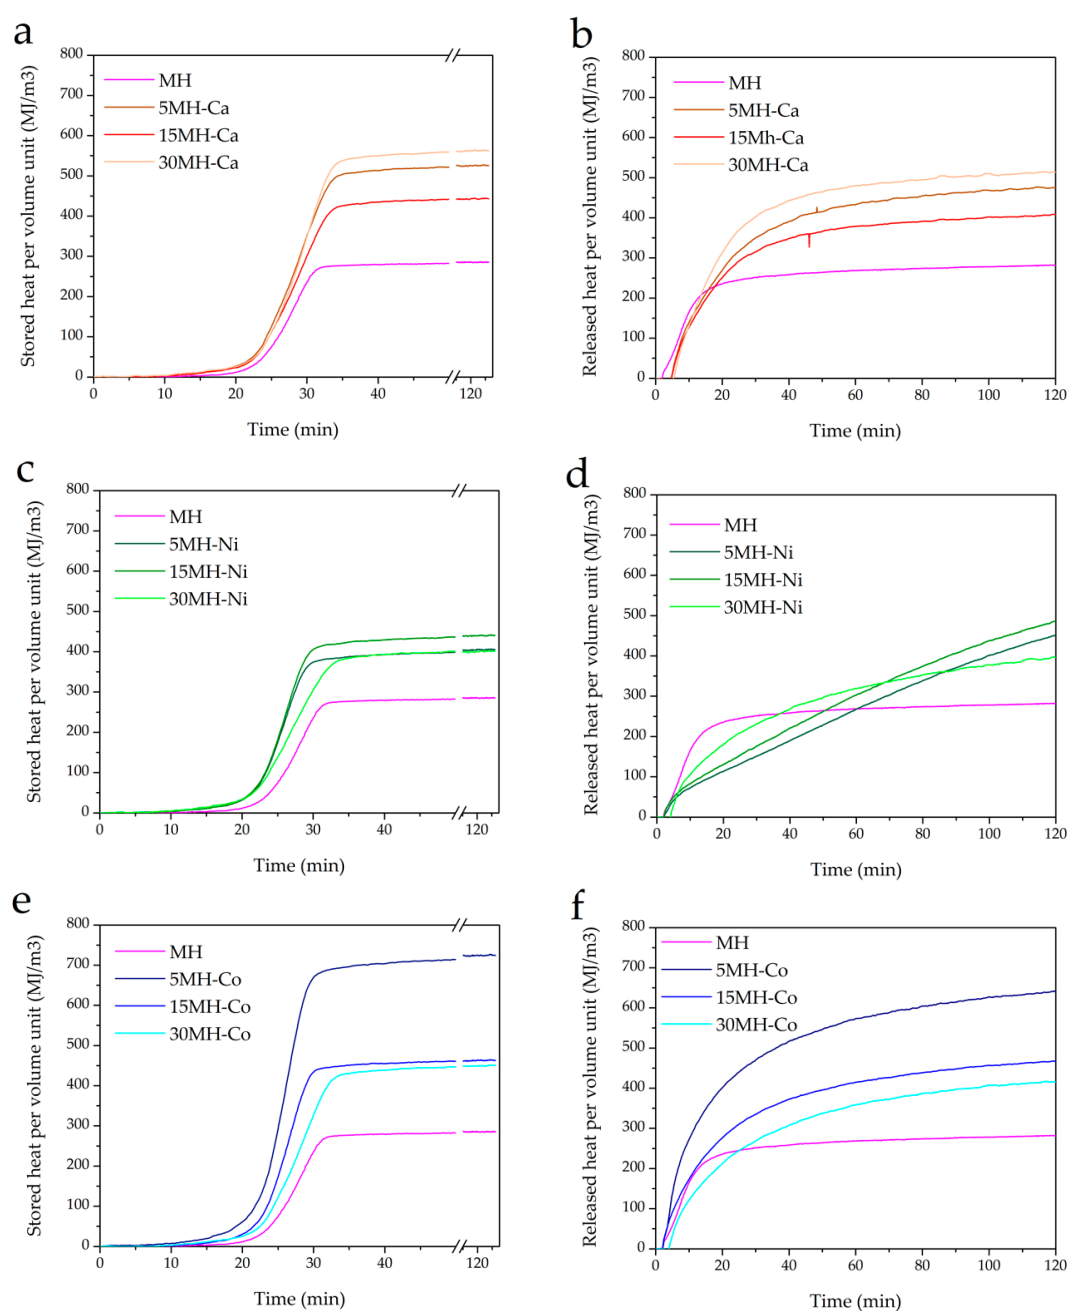 a
Stored heat per volume unit (MJ/m3)
800
700
600
500
400
300
200
100
0
MH
5MH-Ca
15MH-Ca
30MH-Ca
0 10 20 30 40 120
Time (min)
b
Released heat per volume unit (MJ/m3)
800
700
600
500
400
300
200
100
0
MH
5MH-Ca
15Mh-Ca
30MH-Ca
0 20 40 60 80 100 120
Time (min)
c
Stored heat per volume unit (MJ/m3)
800
700
600
500
400
300
200
100
0
MH
5MH-Ni
15MH-Ni
30MH-Ni
0 10 20 30 40 120
Time (min)
d
Released heat per volume unit (MJ/m3)
800
700
600
500
400
300
200
100
0
MH
5MH-Ni
15MH-Ni
30MH-Ni
0 20 40 60 80 100 120
Time (min)
e
Stored heat per volume unit (MJ/m3)
800
700
600
500
400
300
200
100
0
MH
5MH-Co
15MH-Co
30MH-Co
0 10 20 30 40 120
Time (min)
f
Released heat per volume unit (MJ/m3)
800
700
600
500
400
300
200
100
0
MH
5MH-Co
15MH-Co
30MH-Co
0 20 40 60 80 100 120
Time (min)